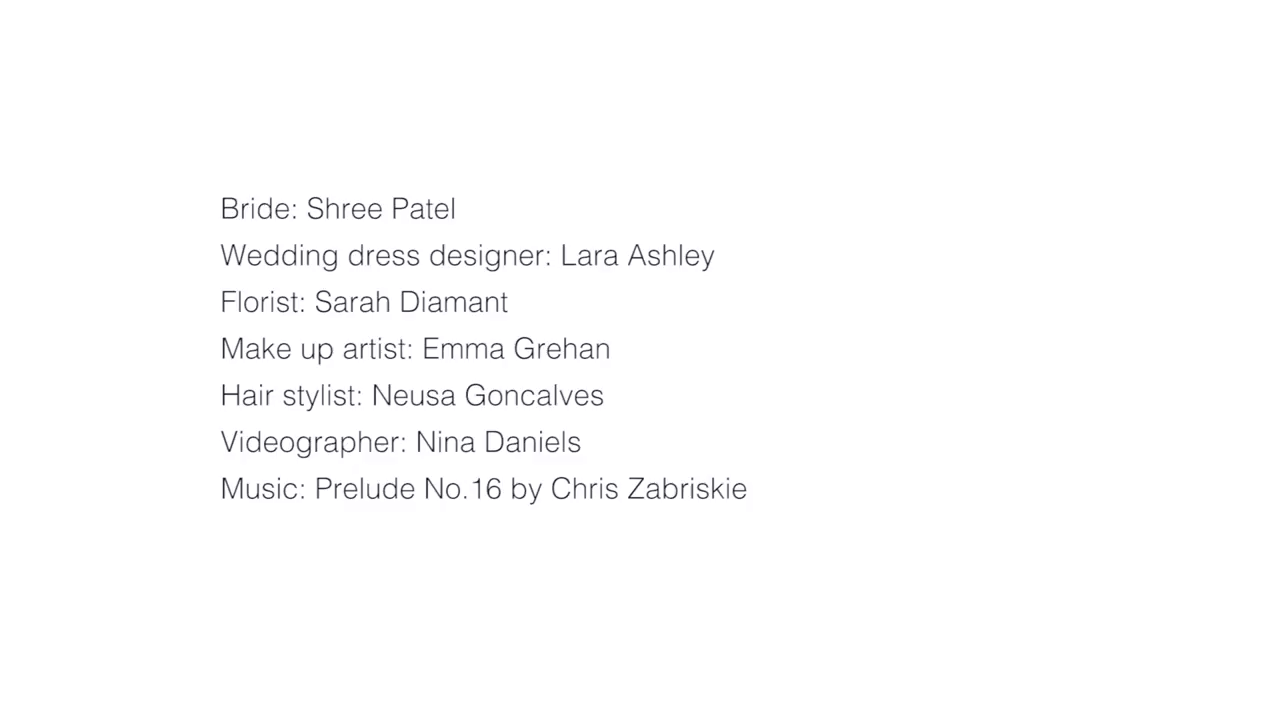 Bride: Shree Patel
Wedding dress designer: Lara Ashley
Florist: Sarah Diamant
Make up artist: Emma Grehan
Hair stylist: Neusa Goncalves
Videographer: Nina Daniels
Music: Prelude No.16 by Chris Zabriskie